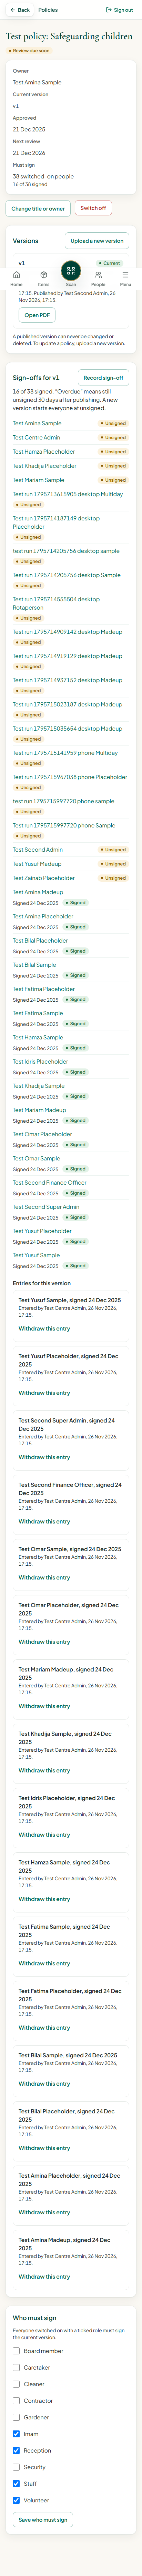 Back
Policies
Sign out
Test policy: Safeguarding children
Review due soon
Owner
Test Amina Sample
Current version
v1
Approved
21 Dec 2025
Next review
21 Dec 2026
Must sign
38 switched-on people
16 of 38 signed
Change title or owner
Switch off
Versions
Upload a new version
v1
Current
Home
Items
Scan
People
Menu
17:15. Published by Test Second Admin, 26
Nov 2026, 17:15.
Open PDF
A published version can never be changed or
deleted. To update a policy, upload a new version.
Sign-offs for v1
Record sign-off
16 of 38 signed. "Overdue" means still
unsigned 30 days after publishing. A new
version starts everyone at unsigned.
Test Amina Sample
Unsigned
Test Centre Admin
Unsigned
Test Hamza Placeholder
Unsigned
Test Khadija Placeholder
Unsigned
Test Mariam Sample
Unsigned
Test run 1795713615905 desktop Multiday
Unsigned
Test run 1795714187149 desktop
Placeholder
Unsigned
test run 1795714205756 desktop sample
Unsigned
Test run 1795714205756 desktop Sample
Unsigned
Test run 1795714555504 desktop
Rotaperson
Unsigned
Test run 1795714909142 desktop Madeup
Unsigned
Test run 1795714919129 desktop Madeup
Unsigned
Test run 1795714937152 desktop Madeup
Unsigned
Test run 1795715023187 desktop Madeup
Unsigned
Test run 1795715035654 desktop Madeup
Unsigned
Test run 1795715141959 phone Multiday
Unsigned
Test run 1795715967038 phone Placeholder
Unsigned
test run 1795715997720 phone sample
Unsigned
Test run 1795715997720 phone Sample
Unsigned
Test Second Admin
Unsigned
Test Yusuf Madeup
Unsigned
Test Zainab Placeholder
Unsigned
Test Amina Madeup
Signed 24 Dec 2025
Signed
Test Amina Placeholder
Signed 24 Dec 2025
Signed
Test Bilal Placeholder
Signed 24 Dec 2025
Signed
Test Bilal Sample
Signed 24 Dec 2025
Signed
Test Fatima Placeholder
Signed 24 Dec 2025
Signed
Test Fatima Sample
Signed 24 Dec 2025
Signed
Test Hamza Sample
Signed 24 Dec 2025
Signed
Test Idris Placeholder
Signed 24 Dec 2025
Signed
Test Khadija Sample
Signed 24 Dec 2025
Signed
Test Mariam Madeup
Signed 24 Dec 2025
Signed
Test Omar Placeholder
Signed 24 Dec 2025
Signed
Test Omar Sample
Signed 24 Dec 2025
Signed
Test Second Finance Officer
Signed 24 Dec 2025
Signed
Test Second Super Admin
Signed 24 Dec 2025
Signed
Test Yusuf Placeholder
Signed 24 Dec 2025
Signed
Test Yusuf Sample
Signed 24 Dec 2025
Signed
Entries for this version
Test Yusuf Sample, signed 24 Dec 2025
Entered by Test Centre Admin, 26 Nov 2026,
17:15.
Withdraw this entry
Test Yusuf Placeholder, signed 24 Dec
2025
Entered by Test Centre Admin, 26 Nov 2026,
17:15.
Withdraw this entry
Test Second Super Admin, signed 24
Dec 2025
Entered by Test Centre Admin, 26 Nov 2026,
17:15.
Withdraw this entry
Test Second Finance Officer, signed 24
Dec 2025
Entered by Test Centre Admin, 26 Nov 2026,
17:15.
Withdraw this entry
Test Omar Sample, signed 24 Dec 2025
Entered by Test Centre Admin, 26 Nov 2026,
17:15.
Withdraw this entry
Test Omar Placeholder, signed 24 Dec
2025
Entered by Test Centre Admin, 26 Nov 2026,
17:15.
Withdraw this entry
Test Mariam Madeup, signed 24 Dec
2025
Entered by Test Centre Admin, 26 Nov 2026,
17:15.
Withdraw this entry
Test Khadija Sample, signed 24 Dec
2025
Entered by Test Centre Admin, 26 Nov 2026,
17:15.
Withdraw this entry
Test Idris Placeholder, signed 24 Dec
2025
Entered by Test Centre Admin, 26 Nov 2026,
17:15.
Withdraw this entry
Test Hamza Sample, signed 24 Dec
2025
Entered by Test Centre Admin, 26 Nov 2026,
17:15.
Withdraw this entry
Test Fatima Sample, signed 24 Dec
2025
Entered by Test Centre Admin, 26 Nov 2026,
17:15.
Withdraw this entry
Test Fatima Placeholder, signed 24 Dec
2025
Entered by Test Centre Admin, 26 Nov 2026,
17:15.
Withdraw this entry
Test Bilal Sample, signed 24 Dec 2025
Entered by Test Centre Admin, 26 Nov 2026,
17:15.
Withdraw this entry
Test Bilal Placeholder, signed 24 Dec
2025
Entered by Test Centre Admin, 26 Nov 2026,
17:15.
Withdraw this entry
Test Amina Placeholder, signed 24 Dec
2025
Entered by Test Centre Admin, 26 Nov 2026,
17:15.
Withdraw this entry
Test Amina Madeup, signed 24 Dec
2025
Entered by Test Centre Admin, 26 Nov 2026,
17:15.
Withdraw this entry
Who must sign
Everyone switched on with a ticked role must sign
the current version.
Board member
Caretaker
Cleaner
Contractor
Gardener
Imam
Reception
Security
Staff
Volunteer
Save who must sign